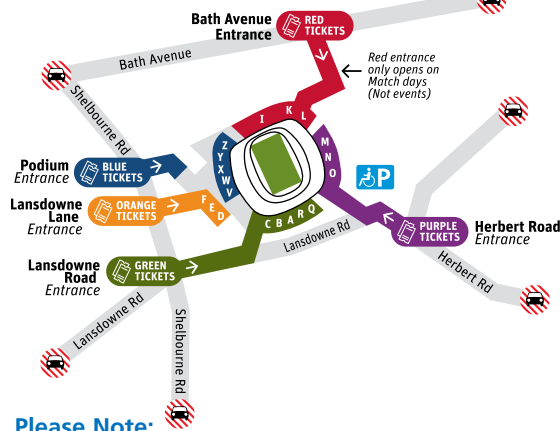 Bath Avenue
Entrance
RED
TICKETS
Red entrance
only opens on
Match days
(Not events)
Bath Avenue
Shelbourne Rd
I K L
Z
Y
X
W
V
M
N
O
Podium
Entrance
BLUE
TICKETS
P
Lansdowne
Lane
Entrance
ORANGE
TICKETS
F
E
D
C B A R Q
Lansdowne Rd
PURPLE
TICKETS
Herbert Road
Entrance
Lansdowne
Road
Entrance
GREEN
TICKETS
Herbert Rd
Lansdowne Rd
Shelbourne Rd
Please Note: